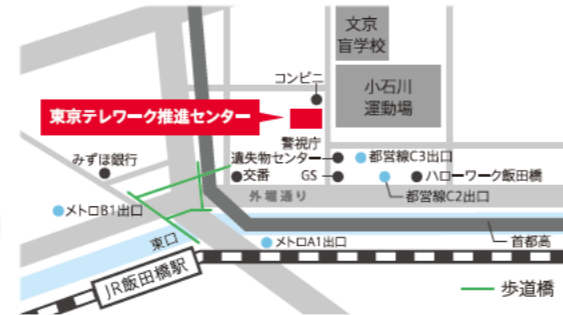 文京
盲学校
コンビニ
小石川
運動場
東京テレワーク推進センター
警視庁
遺失物センター
都営線C3出口
みずほ銀行
交番
GS
ハローワーク飯田橋
外堀通り
都営線C2出口
メトロB1出口
東口
メトロA1出口
首都高
JR飯田橋駅
歩道橋